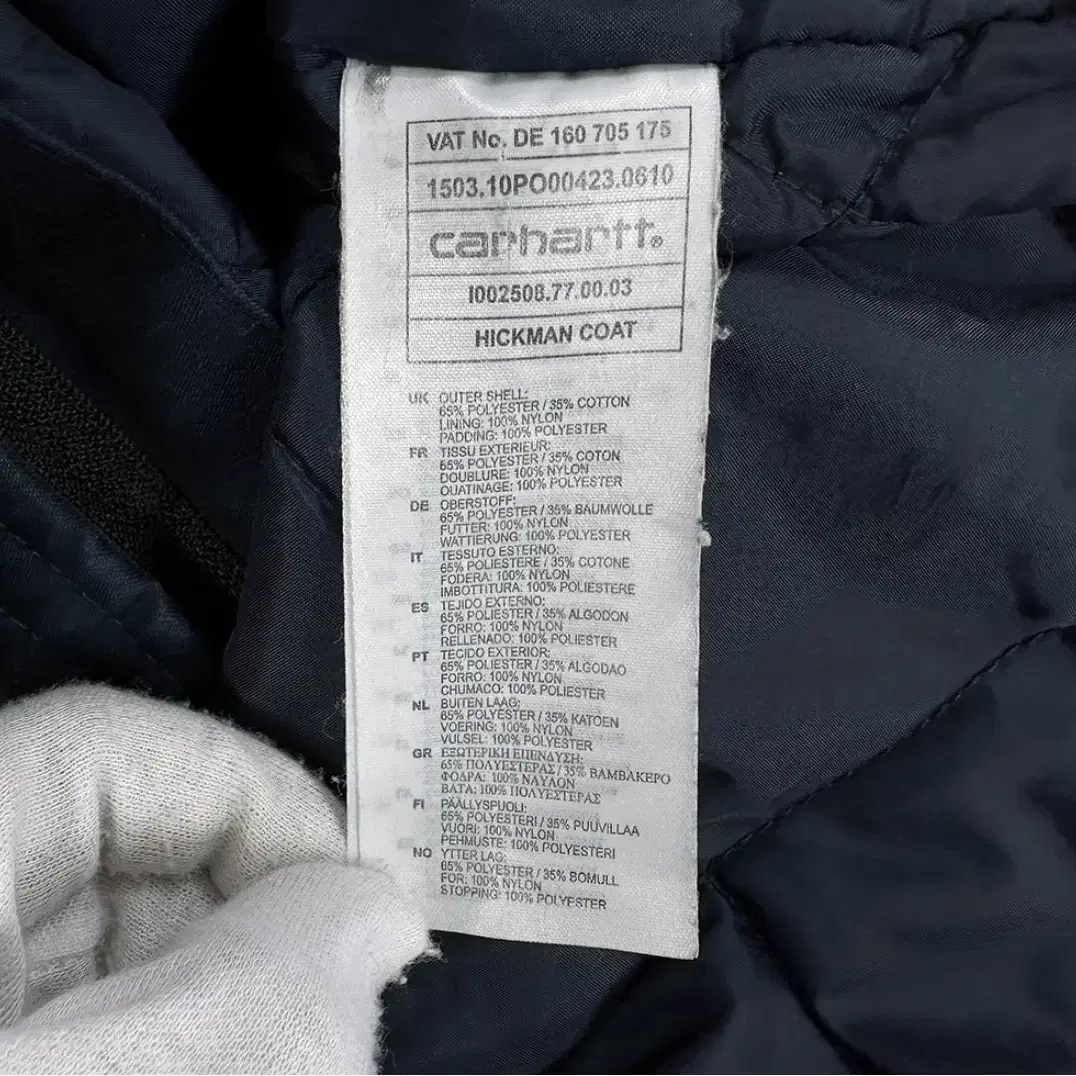 VAT No. DE 160 705 175
1503.10PO00423.0610
carhartt®
I002508.77.00.03
HICKMAN COAT
UK OUTER SHELL:
65% POLYESTER / 35% COTTON
LINING: 100% NYLON
PADDING: 100% POLYESTER
FR TISSU EXTERIEUR:
65% POLYESTER / 35% COTON
DOUBLURE: 100% NYLON
OUATINAGE: 100% POLYESTER
DE OBERSTOFF:
65% POLYESTER / 35% BAUMWOLLE
FUTTER: 100% NYLON
WATTIERUNG: 100% POLYESTER
IT TESSUTO ESTERNO:
65% POLIESTERE / 35% COTONE
FODERA: 100% NYLON
IMBOTTITURA: 100% POLIESTERE
ES TEJIDO EXTERNO:
65% POLIESTER / 35% ALGODON
FORRO: 100% NYLON
RELLENADO: 100% POLIESTER
PT TECIDO EXTERIOR:
65% POLIESTER / 35% ALGODAO
FORRO: 100% NYLON
CHUMACO: 100% POLIESTER
NL BUITEN LAAG:
65% POLYESTER / 35% KATOEN
VOERING: 100% NYLON
VULSEL: 100% POLYESTER
GR ΕΞΩΤΕΡΙΚΗ ΕΠΕΝΔΥΣΗ:
65% ΠΟΛΥΕΣΤΕΡΑΣ / 35% ΒΑΜΒΑΚΕΡΟ
ΦΟΔΡΑ: 100% ΝΑΥΛΟΝ
ΒΑΤΑ: 100% ΠΟΛΥΕΣΤΕΡΑΣ
FI PÄÄLLYSPUOLI:
65% POLYESTERI / 35% PUUVILLAA
VUORI: 100% NYLON
PEHMUSTE: 100% POLYESTERI
NO YTTER LAG:
65% POLYESTER / 35% BOMULL
FOR: 100% NYLON
STOPPING: 100% POLYESTER